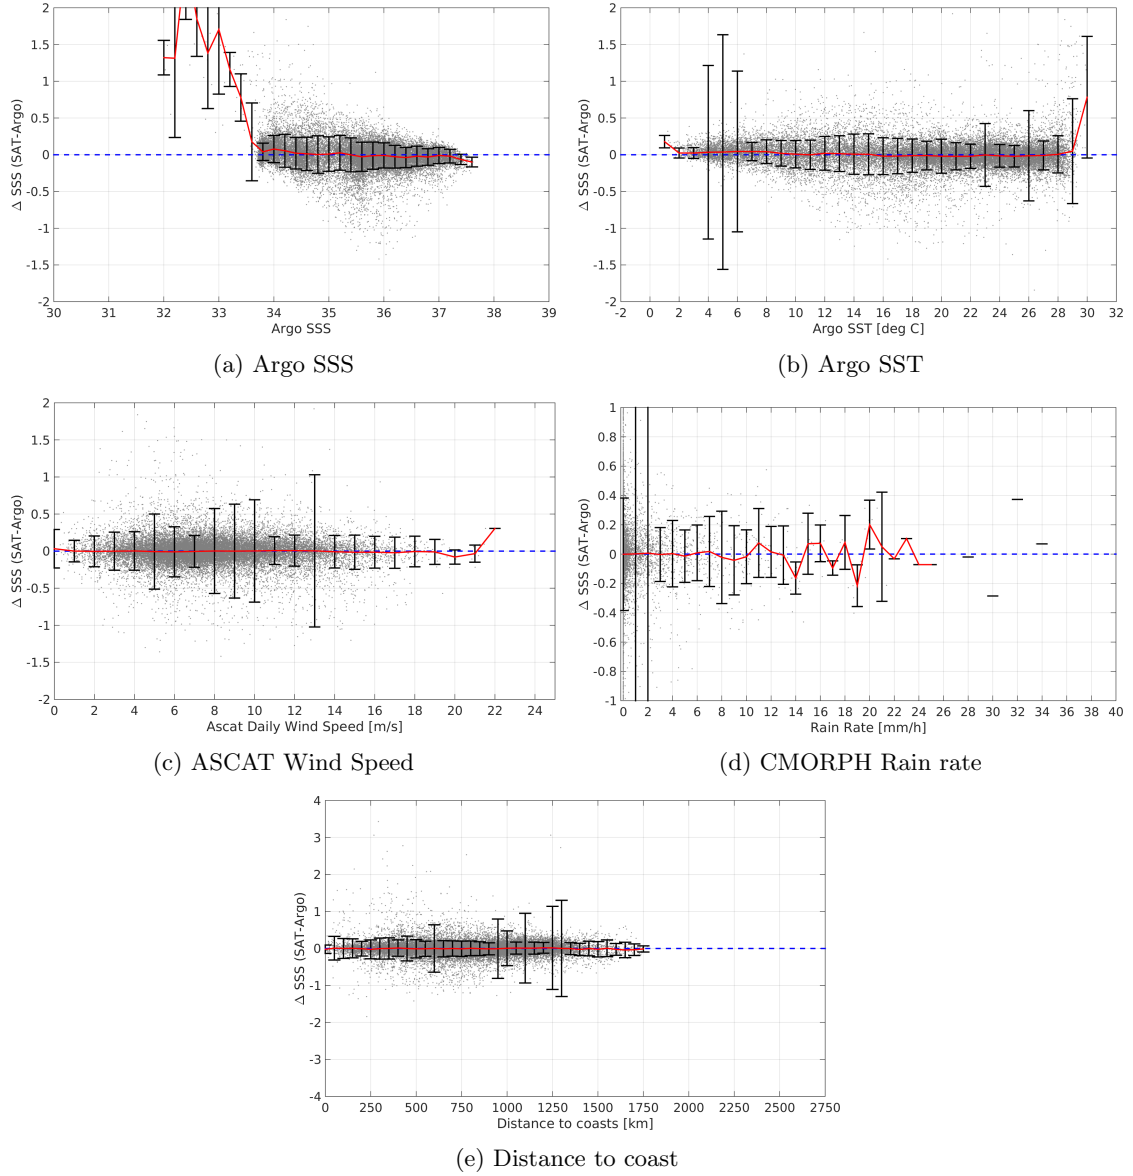 2
1.5
1
0.5
0
-0.5
-1
-1.5
-2
Δ SSS (SAT-Argo)
30 31 32 33 34 35 36 37 38 39
Argo SSS
(a) Argo SSS
2
1.5
1
0.5
0
-0.5
-1
-1.5
-2
Δ SSS (SAT-Argo)
-2 0 2 4 6 8 10 12 14 16 18 20 22 24 26 28 30 32
Argo SST [deg C]
(b) Argo SST
2
1.5
1
0.5
0
-0.5
-1
-1.5
-2
Δ SSS (SAT-Argo)
0 2 4 6 8 10 12 14 16 18 20 22 24
Ascat Daily Wind Speed [m/s]
(c) ASCAT Wind Speed
1
0.8
0.6
0.4
0.2
0
-0.2
-0.4
-0.6
-0.8
-1
Δ SSS (SAT-Argo)
0 2 4 6 8 10 12 14 16 18 20 22 24 26 28 30 32 34 36 38 40
Rain Rate [mm/h]
(d) CMORPH Rain rate
4
3
2
1
0
-1
-2
-3
-4
Δ SSS (SAT-Argo)
0 250 500 750 1000 1250 1500 1750 2000 2250 2500 2750
Distance to coasts [km]
(e) Distance to coast